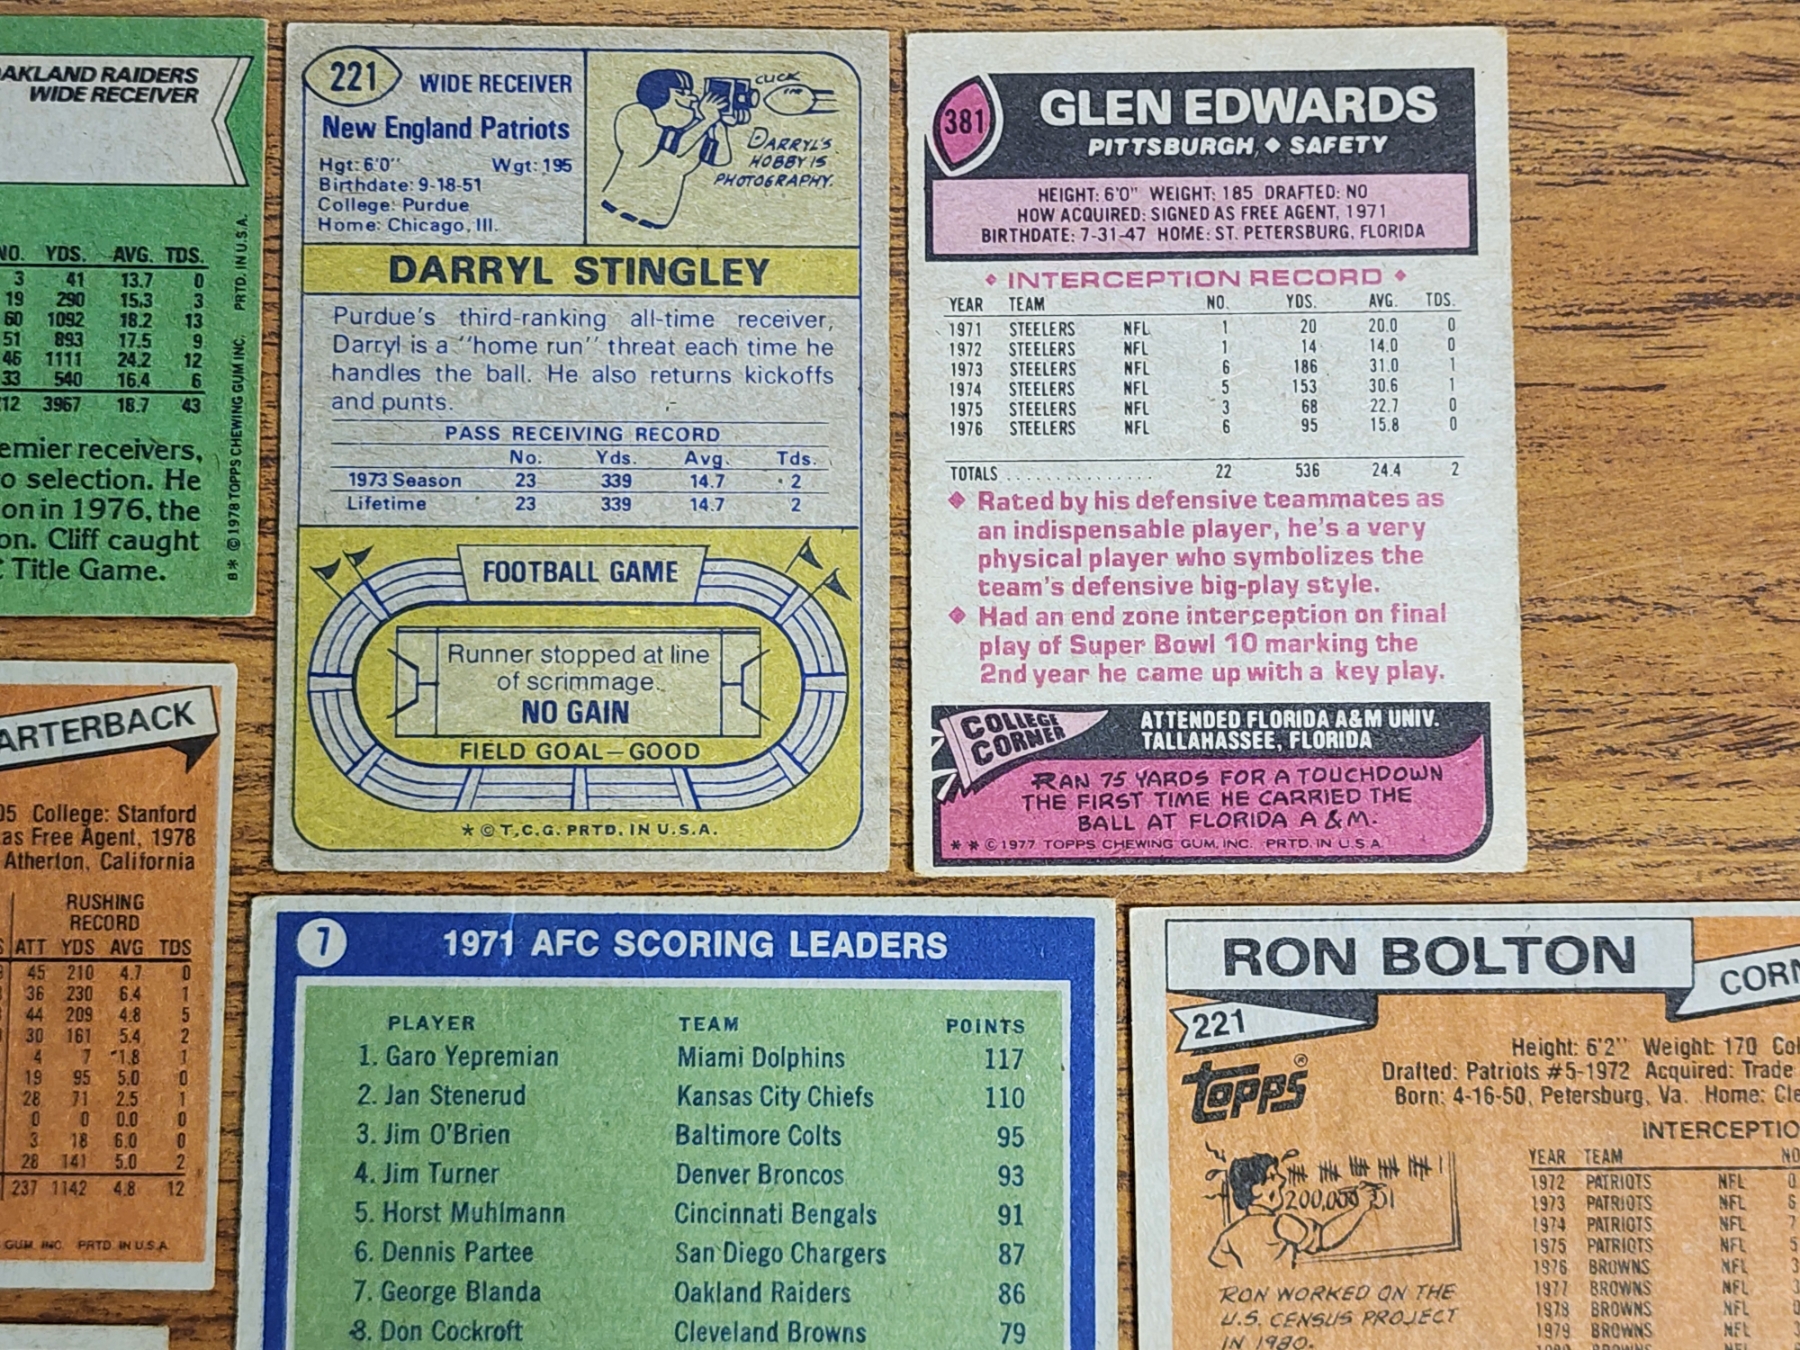 OAKLAND RAIDERS
WIDE RECEIVER
NO. YDS. AVG. TDS.
3 41 13.7 0
19 290 15.3 3
60 1092 18.2 13
51 893 17.5 9
46 1111 24.2 12
33 540 16.4 6
12 3967 18.7 43
emier receivers,
o selection. He
on in 1976, the
on. Cliff caught
Title Game.
B* © 1978 TOPPS CHEWING GUM INC. PRTD. IN U.S.A.
221
WIDE RECEIVER
New England Patriots
Hgt: 6'0" Wgt: 195
Birthdate: 9-18-51
College: Purdue
Home: Chicago, Ill.
CLICK
DARRYL'S
HOBBY IS
PHOTOGRAPHY.
DARRYL STINGLEY
Purdue's third-ranking all-time receiver,
Darryl is a "home run" threat each time he
handles the ball. He also returns kickoffs
and punts.
PASS RECEIVING RECORD
No. Yds. Avg. Tds.
1973 Season 23 339 14.7 2
Lifetime 23 339 14.7 2
FOOTBALL GAME
Runner stopped at line
of scrimmage.
NO GAIN
FIELD GOAL—GOOD
* © T.C.G. PRTD. IN U.S.A.
381
GLEN EDWARDS
PITTSBURGH ◆ SAFETY
HEIGHT: 6'0" WEIGHT: 185 DRAFTED: NO
HOW ACQUIRED: SIGNED AS FREE AGENT, 1971
BIRTHDATE: 7-31-47 HOME: ST. PETERSBURG, FLORIDA
◆ INTERCEPTION RECORD ◆
YEAR TEAM NO. YDS. AVG. TDS.
1971 STEELERS NFL 1 20 20.0 0
1972 STEELERS NFL 1 14 14.0 0
1973 STEELERS NFL 6 186 31.0 1
1974 STEELERS NFL 5 153 30.6 1
1975 STEELERS NFL 3 68 22.7 0
1976 STEELERS NFL 6 95 15.8 0
TOTALS ................ 22 536 24.4 2
◆ Rated by his defensive teammates as
an indispensable player, he's a very
physical player who symbolizes the
team's defensive big-play style.
◆ Had an end zone interception on final
play of Super Bowl 10 marking the
2nd year he came up with a key play.
COLLEGE
CORNER
ATTENDED FLORIDA A&M UNIV.
TALLAHASSEE, FLORIDA
RAN 75 YARDS FOR A TOUCHDOWN
THE FIRST TIME HE CARRIED THE
BALL AT FLORIDA A & M.
* * © 1977 TOPPS CHEWING GUM, INC. PRTD. IN U.S.A.
ARTERBACK
05 College: Stanford
as Free Agent, 1978
Atherton, California
RUSHING
RECORD
ATT YDS AVG TDS
45 210 4.7 0
36 230 6.4 1
44 209 4.8 5
30 161 5.4 2
4 7 1.8 1
19 95 5.0 0
28 71 2.5 1
0 0 0.0 0
3 18 6.0 0
28 141 5.0 2
237 1142 4.8 12
GUM INC. PRTD. IN U.S.A.
7
1971 AFC SCORING LEADERS
PLAYER TEAM POINTS
1. Garo Yepremian Miami Dolphins 117
2. Jan Stenerud Kansas City Chiefs 110
3. Jim O'Brien Baltimore Colts 95
4. Jim Turner Denver Broncos 93
5. Horst Muhlmann Cincinnati Bengals 91
6. Dennis Partee San Diego Chargers 87
7. George Blanda Oakland Raiders 86
8. Don Cockroft Cleveland Browns 79
RON BOLTON
CORN
221
TOPPS®
Height: 6'2" Weight: 170 Col
Drafted: Patriots #5-1972 Acquired: Trade
Born: 4-16-50, Petersburg, Va. Home: Cle
INTERCEPTIO
YEAR TEAM NO
1972 PATRIOTS NFL 0
1973 PATRIOTS NFL 6
1974 PATRIOTS NFL 7
1975 PATRIOTS NFL 5
1976 BROWNS NFL 3
1977 BROWNS NFL
1978 BROWNS NFL
1979 BROWNS NFL
RON WORKED ON THE
U.S. CENSUS PROJECT
IN 1980.